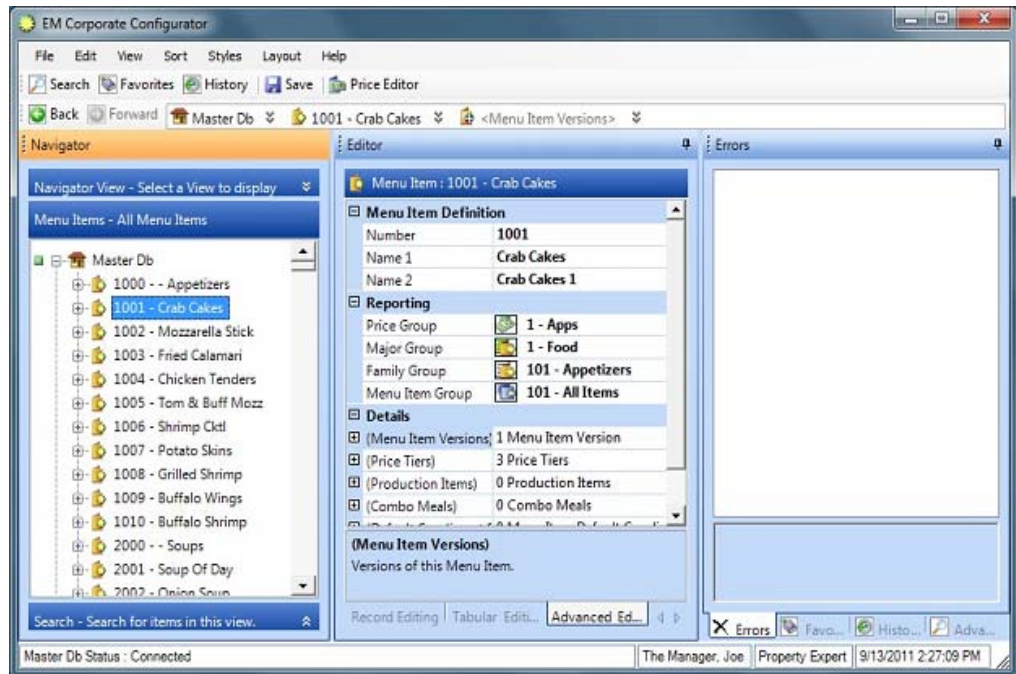 EM Corporate Configurator
File Edit View Sort Styles Layout Help
Search Favorites History Save Price Editor
Back Forward Master Db 1001 - Crab Cakes <Menu Item Versions>
Navigator
Navigator View - Select a View to display
Menu Items - All Menu Items
Master Db
1000 - - Appetizers
1001 - Crab Cakes
1002 - Mozzarella Stick
1003 - Fried Calamari
1004 - Chicken Tenders
1005 - Tom & Buff Mozz
1006 - Shrimp Cktl
1007 - Potato Skins
1008 - Grilled Shrimp
1009 - Buffalo Wings
1010 - Buffalo Shrimp
2000 - - Soups
2001 - Soup Of Day
2002 - Onion Soup
Search - Search for items in this view.
Editor
Menu Item : 1001 - Crab Cakes
Menu Item Definition
Number 1001
Name 1 Crab Cakes
Name 2 Crab Cakes 1
Reporting
Price Group 1 - Apps
Major Group 1 - Food
Family Group 101 - Appetizers
Menu Item Group 101 - All Items
Details
(Menu Item Versions) 1 Menu Item Version
(Price Tiers) 3 Price Tiers
(Production Items) 0 Production Items
(Combo Meals) 0 Combo Meals
(Menu Item Versions)
Versions of this Menu Item.
Record Editing Tabular Editi... Advanced Ed...
Errors
Errors Favo... Histo... Adva...
Master Db Status : Connected
The Manager, Joe Property Expert 9/13/2011 2:27:09 PM